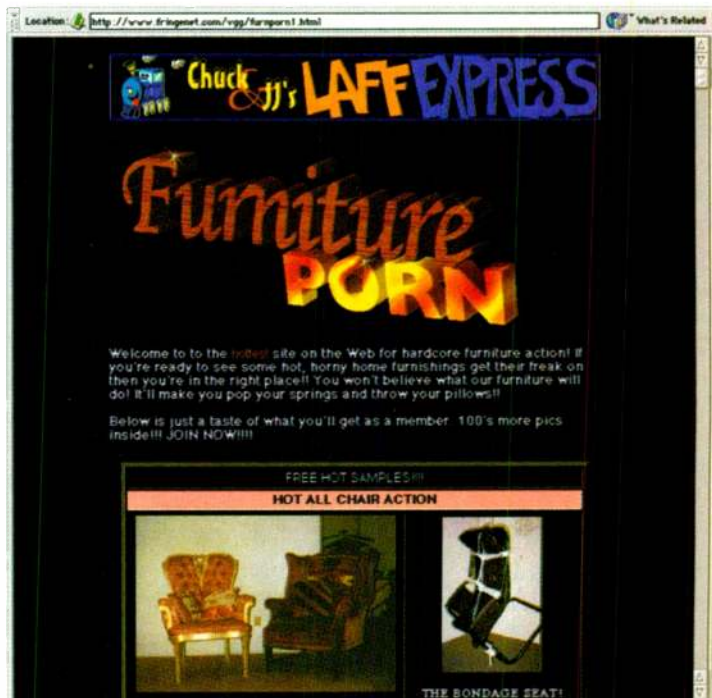 Location: http://www.fringenet.com/vgg/furnporn1.html What's Related
Chuck & JJ's LAFF EXPRESS
Furniture
PORN
Welcome to to the hottest site on the Web for hardcore furniture action! If
you're ready to see some hot, horny home furnishings get their freak on
then you're in the right place!! You won't believe what our furniture will
do! It'll make you pop your springs and throw your pillows!!
Below is just a taste of what you'll get as a member. 100's more pics
inside!!! JOIN NOW!!!!
FREE HOT SAMPLES!!!!
HOT ALL CHAIR ACTION
THE BONDAGE SEAT!